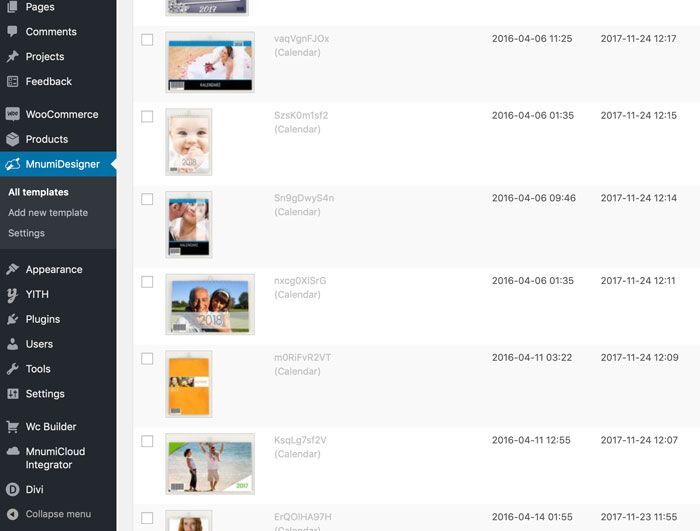 Pages
Comments
Projects
Feedback
WooCommerce
Products
MnumiDesigner
All templates
Add new template
Settings
Appearance
YITH
Plugins
Users
Tools
Settings
Wc Builder
MnumiCloud
Integrator
Divi
Collapse menu
2017
vaqVgnFJOx
(Calendar)
2016-04-06 11:25
2017-11-24 12:17
KALENDARZ
SzsK0m1sf2
(Calendar)
2016-04-06 01:35
2017-11-24 12:15
2018
Sn9gDwyS4n
(Calendar)
2016-04-06 09:46
2017-11-24 12:14
KALENDARZ
nxcg0XlSrG
(Calendar)
2016-04-06 01:35
2017-11-24 12:11
2018
m0RiFvR2VT
(Calendar)
2016-04-11 03:22
2017-11-24 12:09
KsqLg7sf2V
(Calendar)
2016-04-11 12:55
2017-11-24 12:07
2017
ErQOlHA97H
(Calendar)
2016-04-14 01:55
2017-11-23 11:55